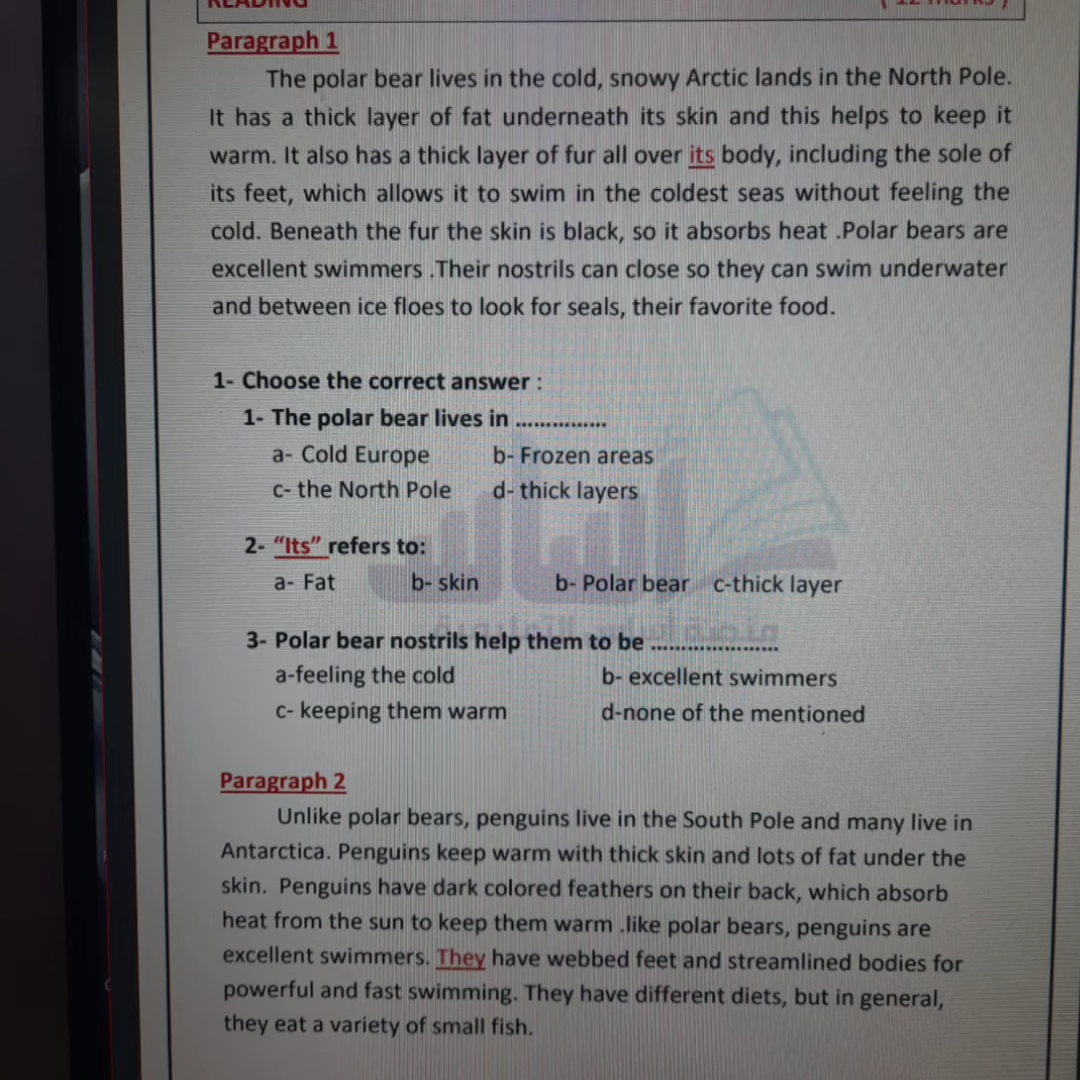 READING ( 12 marks )
Paragraph 1
The polar bear lives in the cold, snowy Arctic lands in the North Pole.
It has a thick layer of fat underneath its skin and this helps to keep it
warm. It also has a thick layer of fur all over its body, including the sole of
its feet, which allows it to swim in the coldest seas without feeling the
cold. Beneath the fur the skin is black, so it absorbs heat .Polar bears are
excellent swimmers .Their nostrils can close so they can swim underwater
and between ice floes to look for seals, their favorite food.
1- Choose the correct answer :
1- The polar bear lives in ...............
a- Cold Europe b- Frozen areas
c- the North Pole d- thick layers
2- “Its” refers to:
a- Fat b- skin b- Polar bear c-thick layer
3- Polar bear nostrils help them to be .....................
a-feeling the cold b- excellent swimmers
c- keeping them warm d-none of the mentioned
Paragraph 2
Unlike polar bears, penguins live in the South Pole and many live in
Antarctica. Penguins keep warm with thick skin and lots of fat under the
skin. Penguins have dark colored feathers on their back, which absorb
heat from the sun to keep them warm .like polar bears, penguins are
excellent swimmers. They have webbed feet and streamlined bodies for
powerful and fast swimming. They have different diets, but in general,
they eat a variety of small fish.